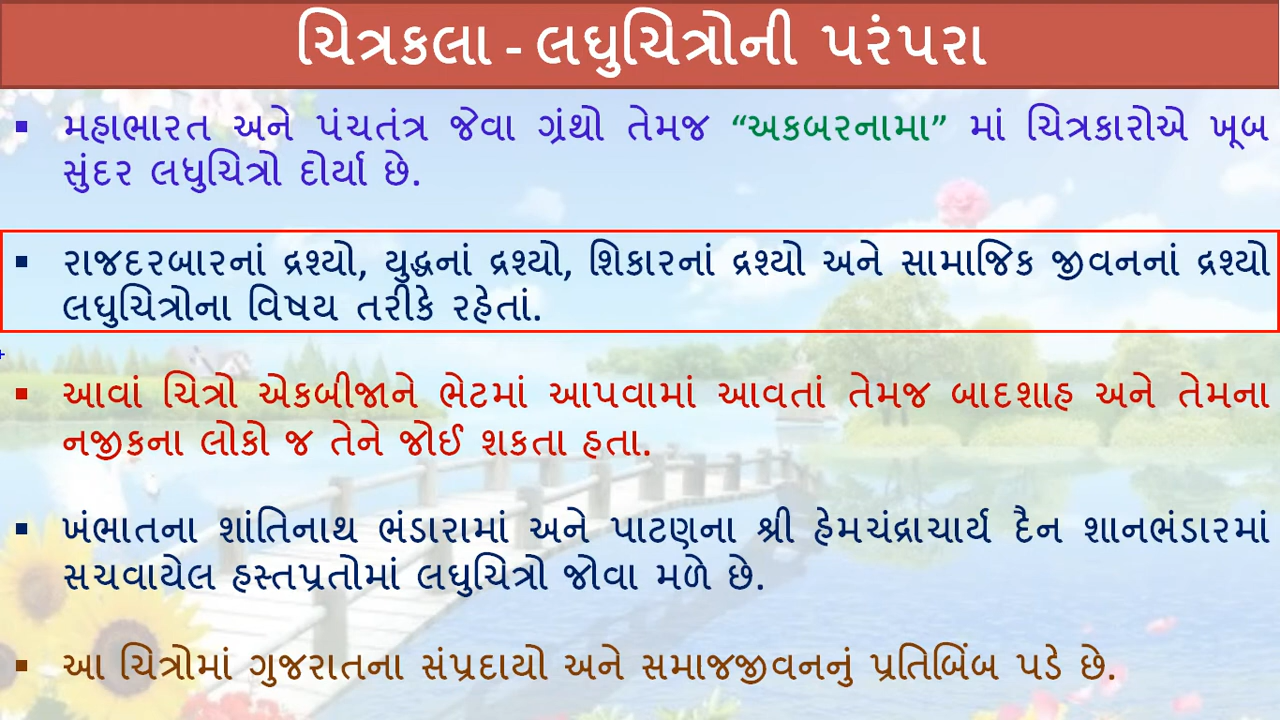 ચિત્રકલા - લઘુચિત્રોની પરંપરા
▪ મહાભારત અને પંચતંત્ર જેવા ગ્રંથો તેમજ “અકબરનામા” માં ચિત્રકારોએ ખૂબ
સુંદર લધુચિત્રો દોર્યા છે.
▪ રાજદરબારનાં દ્રશ્યો, યુદ્ધનાં દ્રશ્યો, શિકારનાં દ્રશ્યો અને સામાજિક જીવનનાં દ્રશ્યો
લઘુચિત્રોના વિષય તરીકે રહેતાં.
▪ આવાં ચિત્રો એકબીજાને ભેટમાં આપવામાં આવતાં તેમજ બાદશાહ અને તેમના
નજીકના લોકો જ તેને જોઈ શકતા હતા.
▪ ખંભાતના શાંતિનાથ ભંડારામાં અને પાટણના શ્રી હેમચંદ્રાચાર્ય દૈન શાનભંડારમાં
સચવાયેલ હસ્તપ્રતોમાં લઘુચિત્રો જોવા મળે છે.
▪ આ ચિત્રોમાં ગુજરાતના સંપ્રદાયો અને સમાજજીવનનું પ્રતિબિંબ પડે છે.